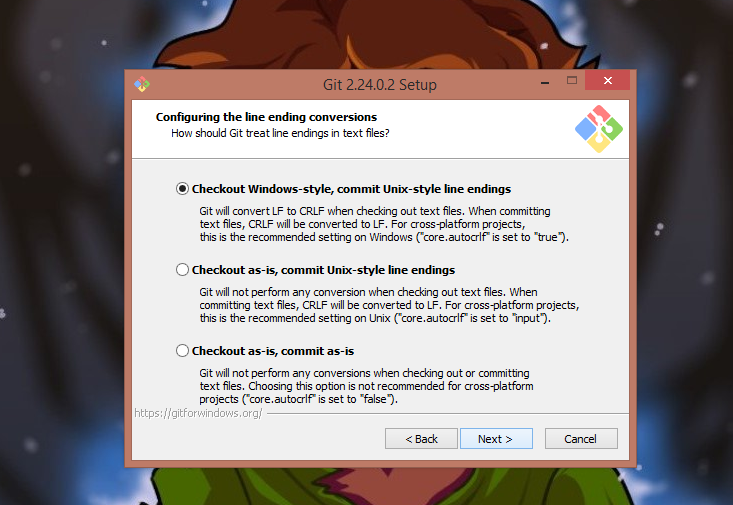 Git 2.24.0.2 Setup
Configuring the line ending conversions
How should Git treat line endings in text files?
Checkout Windows-style, commit Unix-style line endings
Git will convert LF to CRLF when checking out text files. When committing
text files, CRLF will be converted to LF. For cross-platform projects,
this is the recommended setting on Windows ("core.autocrlf" is set to "true").
Checkout as-is, commit Unix-style line endings
Git will not perform any conversion when checking out text files. When
committing text files, CRLF will be converted to LF. For cross-platform projects,
this is the recommended setting on Unix ("core.autocrlf" is set to "input").
Checkout as-is, commit as-is
Git will not perform any conversions when checking out or committing
text files. Choosing this option is not recommended for cross-platform
projects ("core.autocrlf" is set to "false").
https://gitforwindows.org/
< Back
Next >
Cancel